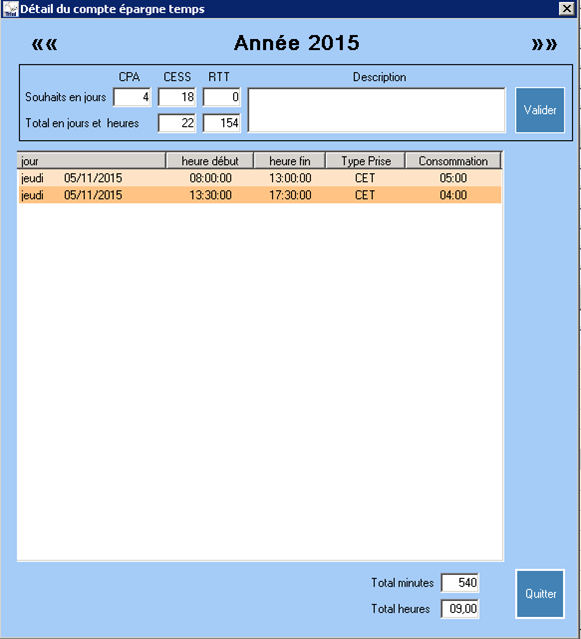 Détail du compte épargne temps
«« Année 2015 »»
CPA CESS RTT Description
Souhaits en jours 4 18 0
Valider
Total en jours et heures 22 154
jour heure début heure fin Type Prise Consommation
jeudi 05/11/2015 08:00:00 13:00:00 CET 05:00
jeudi 05/11/2015 13:30:00 17:30:00 CET 04:00
Total minutes 540
Quitter
Total heures 09,00